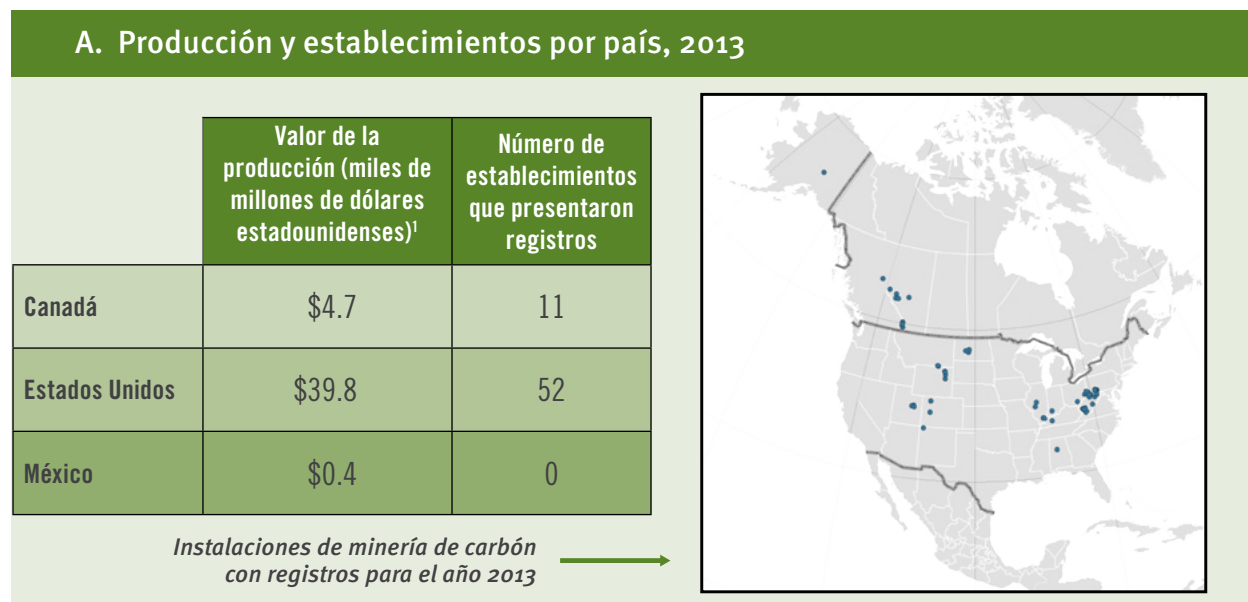 A. Producción y establecimientos por país, 2013
Valor de la
producción (miles de
millones de dólares
estadounidenses)¹
Número de
establecimientos
que presentaron
registros
Canadá
$4.7
11
Estados Unidos
$39.8
52
México
$0.4
0
Instalaciones de minería de carbón
con registros para el año 2013